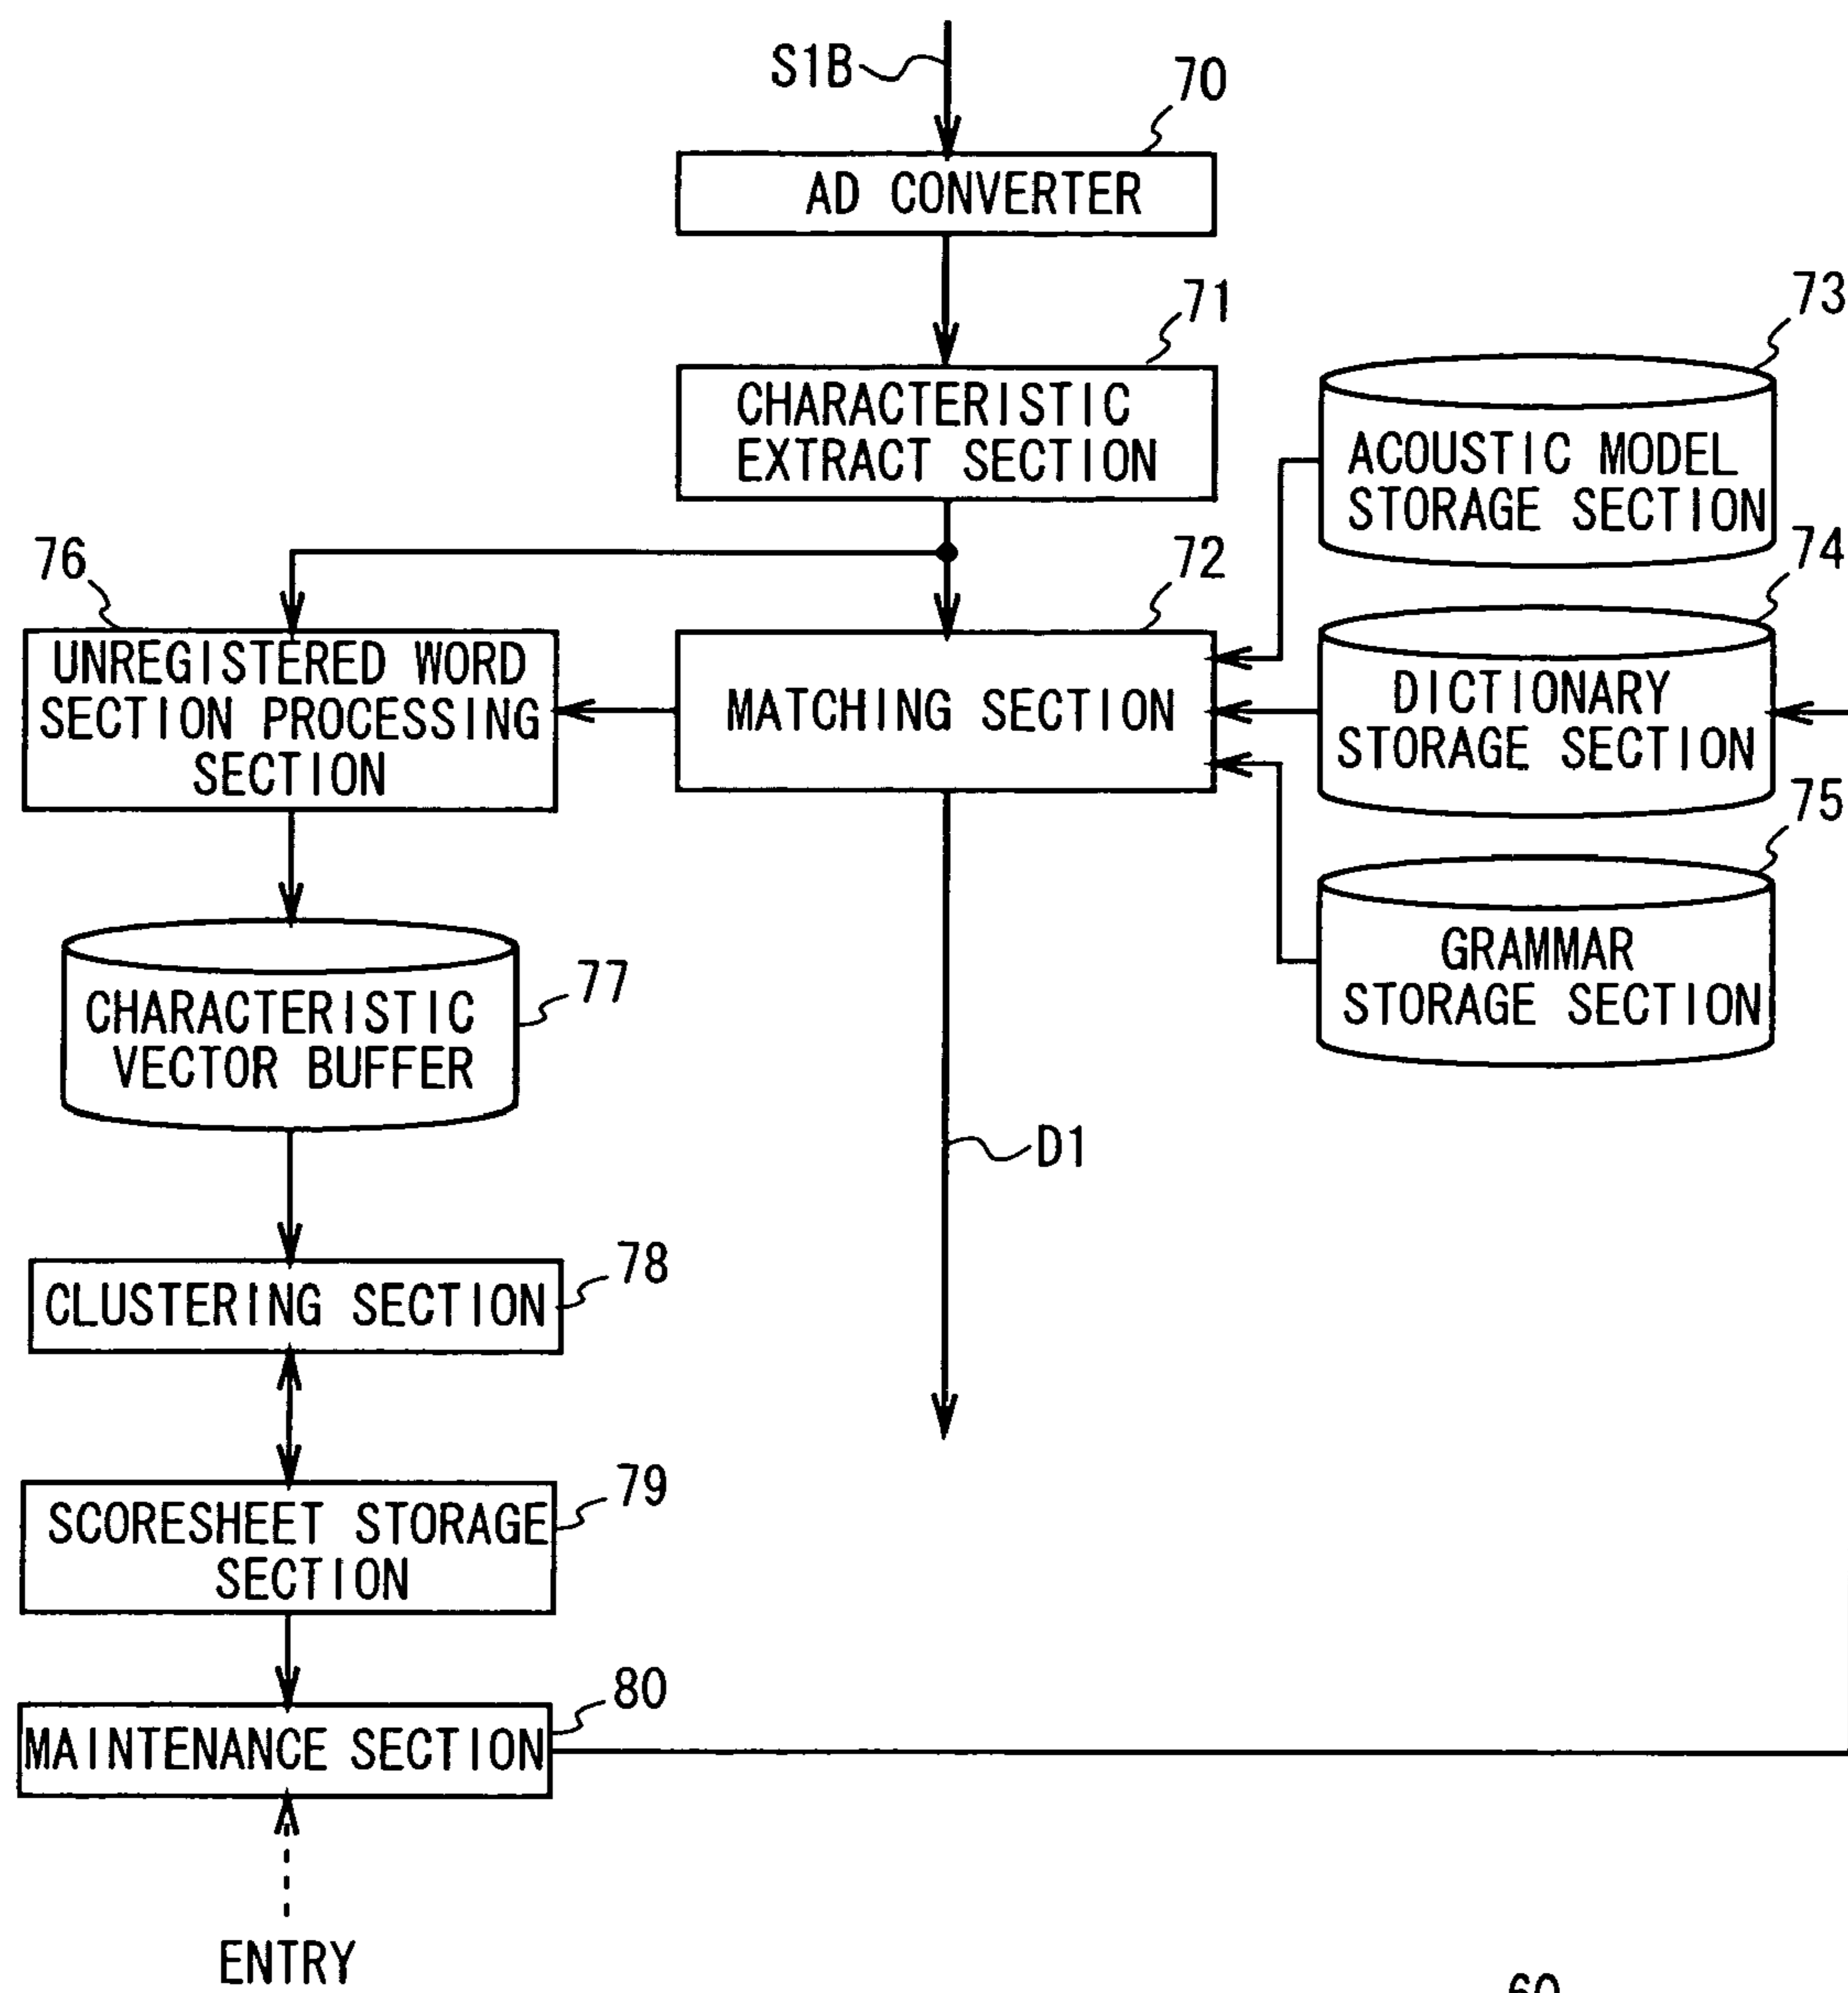 S1B
70
AD CONVERTER
71
CHARACTERISTIC
EXTRACT SECTION
73
ACOUSTIC MODEL
STORAGE SECTION
76
72
74
UNREGISTERED WORD
SECTION PROCESSING
SECTION
MATCHING SECTION
DICTIONARY
STORAGE SECTION
75
GRAMMAR
STORAGE SECTION
77
CHARACTERISTIC
VECTOR BUFFER
D1
78
CLUSTERING SECTION
79
SCORESHEET STORAGE
SECTION
80
MAINTENANCE SECTION
ENTRY
60